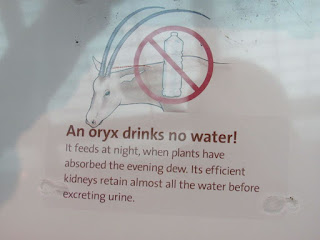 An oryx drinks no water!
It feeds at night, when plants have
absorbed the evening dew. Its efficient
kidneys retain almost all the water before
excreting urine.